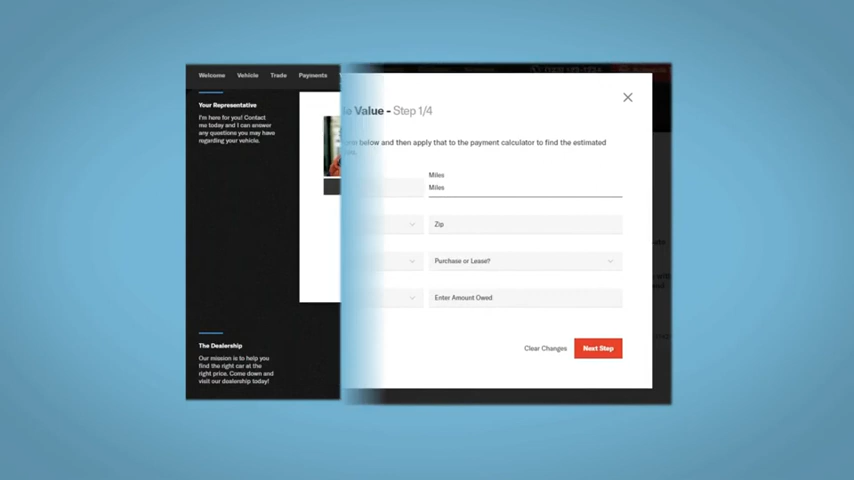 Welcome Vehicle Trade Payments
Your Representative
I'm here for you! Contact
me today and I can answer
any questions you may have
regarding your vehicle.
The Dealership
Our mission is to help you
find the right car at the
right price. Come down and
visit our dealership today!
Value - Step 1/4
below and then apply that to the payment calculator to find the estimated
Miles
Miles
Zip
Purchase or Lease?
Enter Amount Owed
Clear Changes Next Step